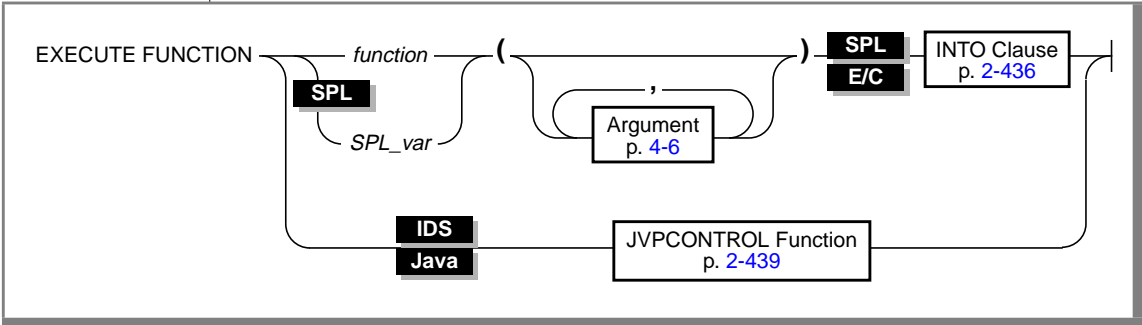 EXECUTE FUNCTION function ( ) SPL INTO Clause
E/C p. 2-436
SPL ,
Argument
SPL_var p. 4-6
IDS JVPCONTROL Function
Java p. 2-439